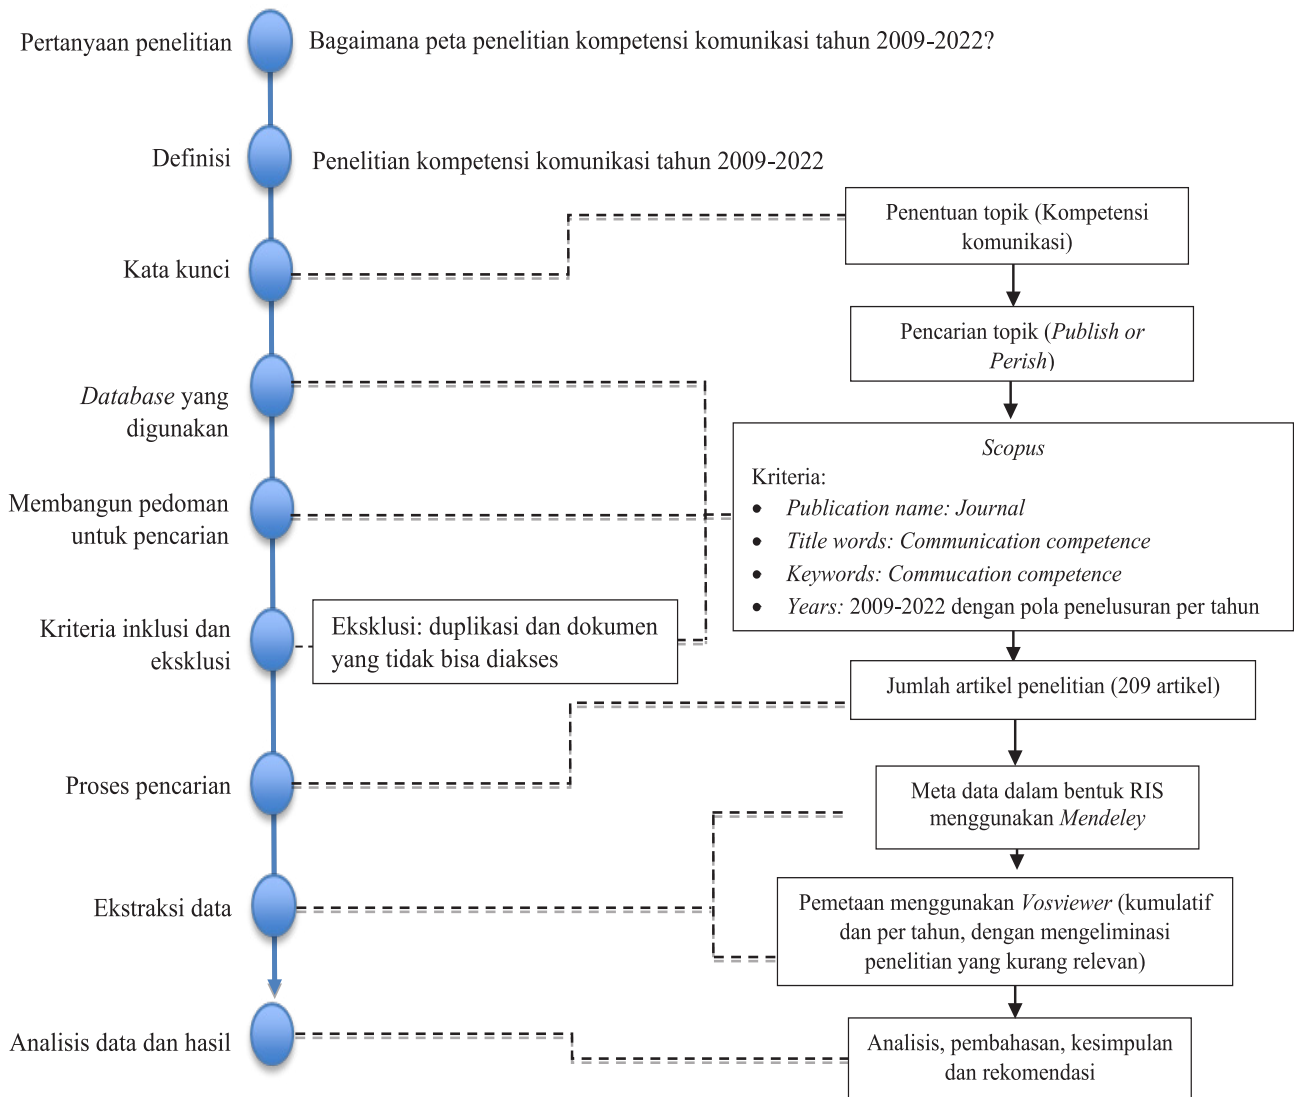 Pertanyaan penelitian
Bagaimana peta penelitian kompetensi komunikasi tahun 2009-2022?
Definisi
Penelitian kompetensi komunikasi tahun 2009-2022
Kata kunci
Penentuan topik (Kompetensi
komunikasi)
Pencarian topik (Publish or
Perish)
Database yang
digunakan
Membangun pedoman
untuk pencarian
Scopus
Kriteria:
• Publication name: Journal
• Title words: Communication competence
• Keywords: Commucation competence
• Years: 2009-2022 dengan pola penelusuran per tahun
Kriteria inklusi dan
eksklusi
Eksklusi: duplikasi dan dokumen
yang tidak bisa diakses
Jumlah artikel penelitian (209 artikel)
Proses pencarian
Meta data dalam bentuk RIS
menggunakan Mendeley
Ekstraksi data
Pemetaan menggunakan Vosviewer (kumulatif
dan per tahun, dengan mengeliminasi
penelitian yang kurang relevan)
Analisis data dan hasil
Analisis, pembahasan, kesimpulan
dan rekomendasi